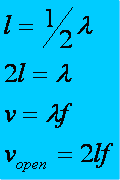 l = 1/2 λ
2l = λ
v = λf
v_open = 2lf